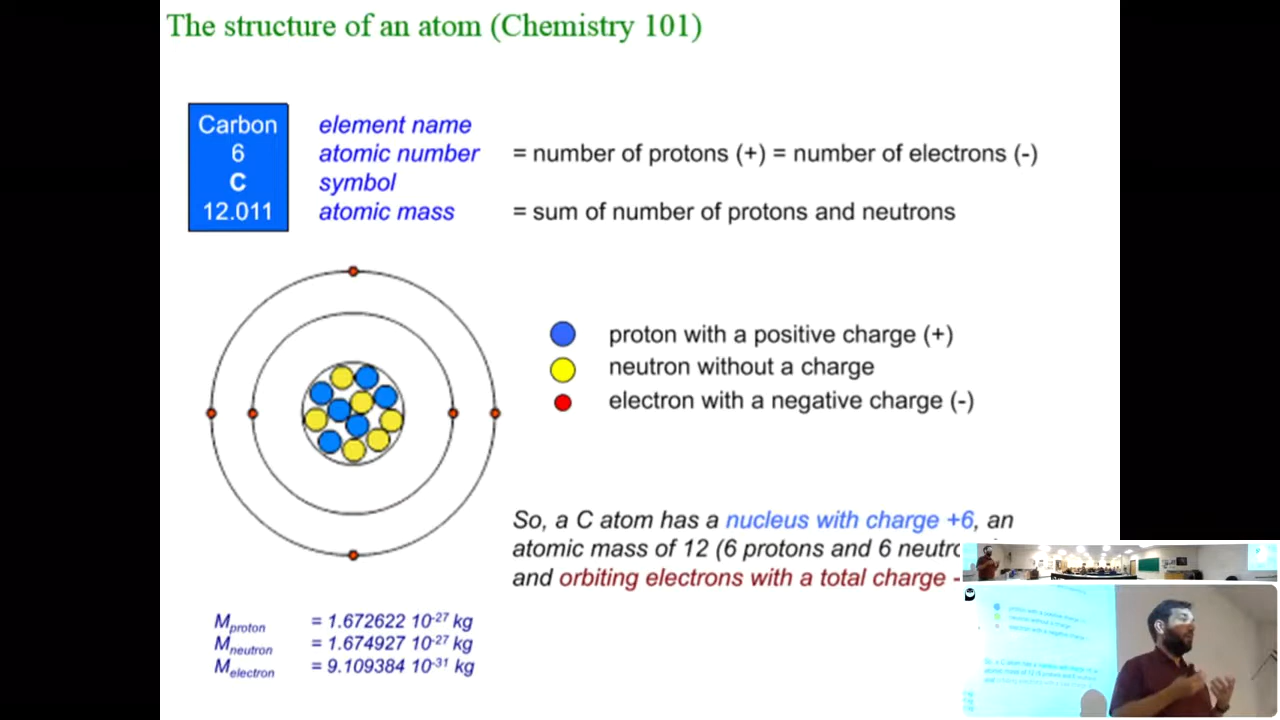 The structure of an atom (Chemistry 101)
Carbon
6
C
12.011
element name
atomic number = number of protons (+) = number of electrons (-)
symbol
atomic mass = sum of number of protons and neutrons
proton with a positive charge (+)
neutron without a charge
electron with a negative charge (-)
So, a C atom has a nucleus with charge +6, an
atomic mass of 12 (6 protons and 6 neutro
and orbiting electrons with a total charge -
Mproton = 1.672622 10-27 kg
Mneutron = 1.674927 10-27 kg
Melectron = 9.109384 10-31 kg